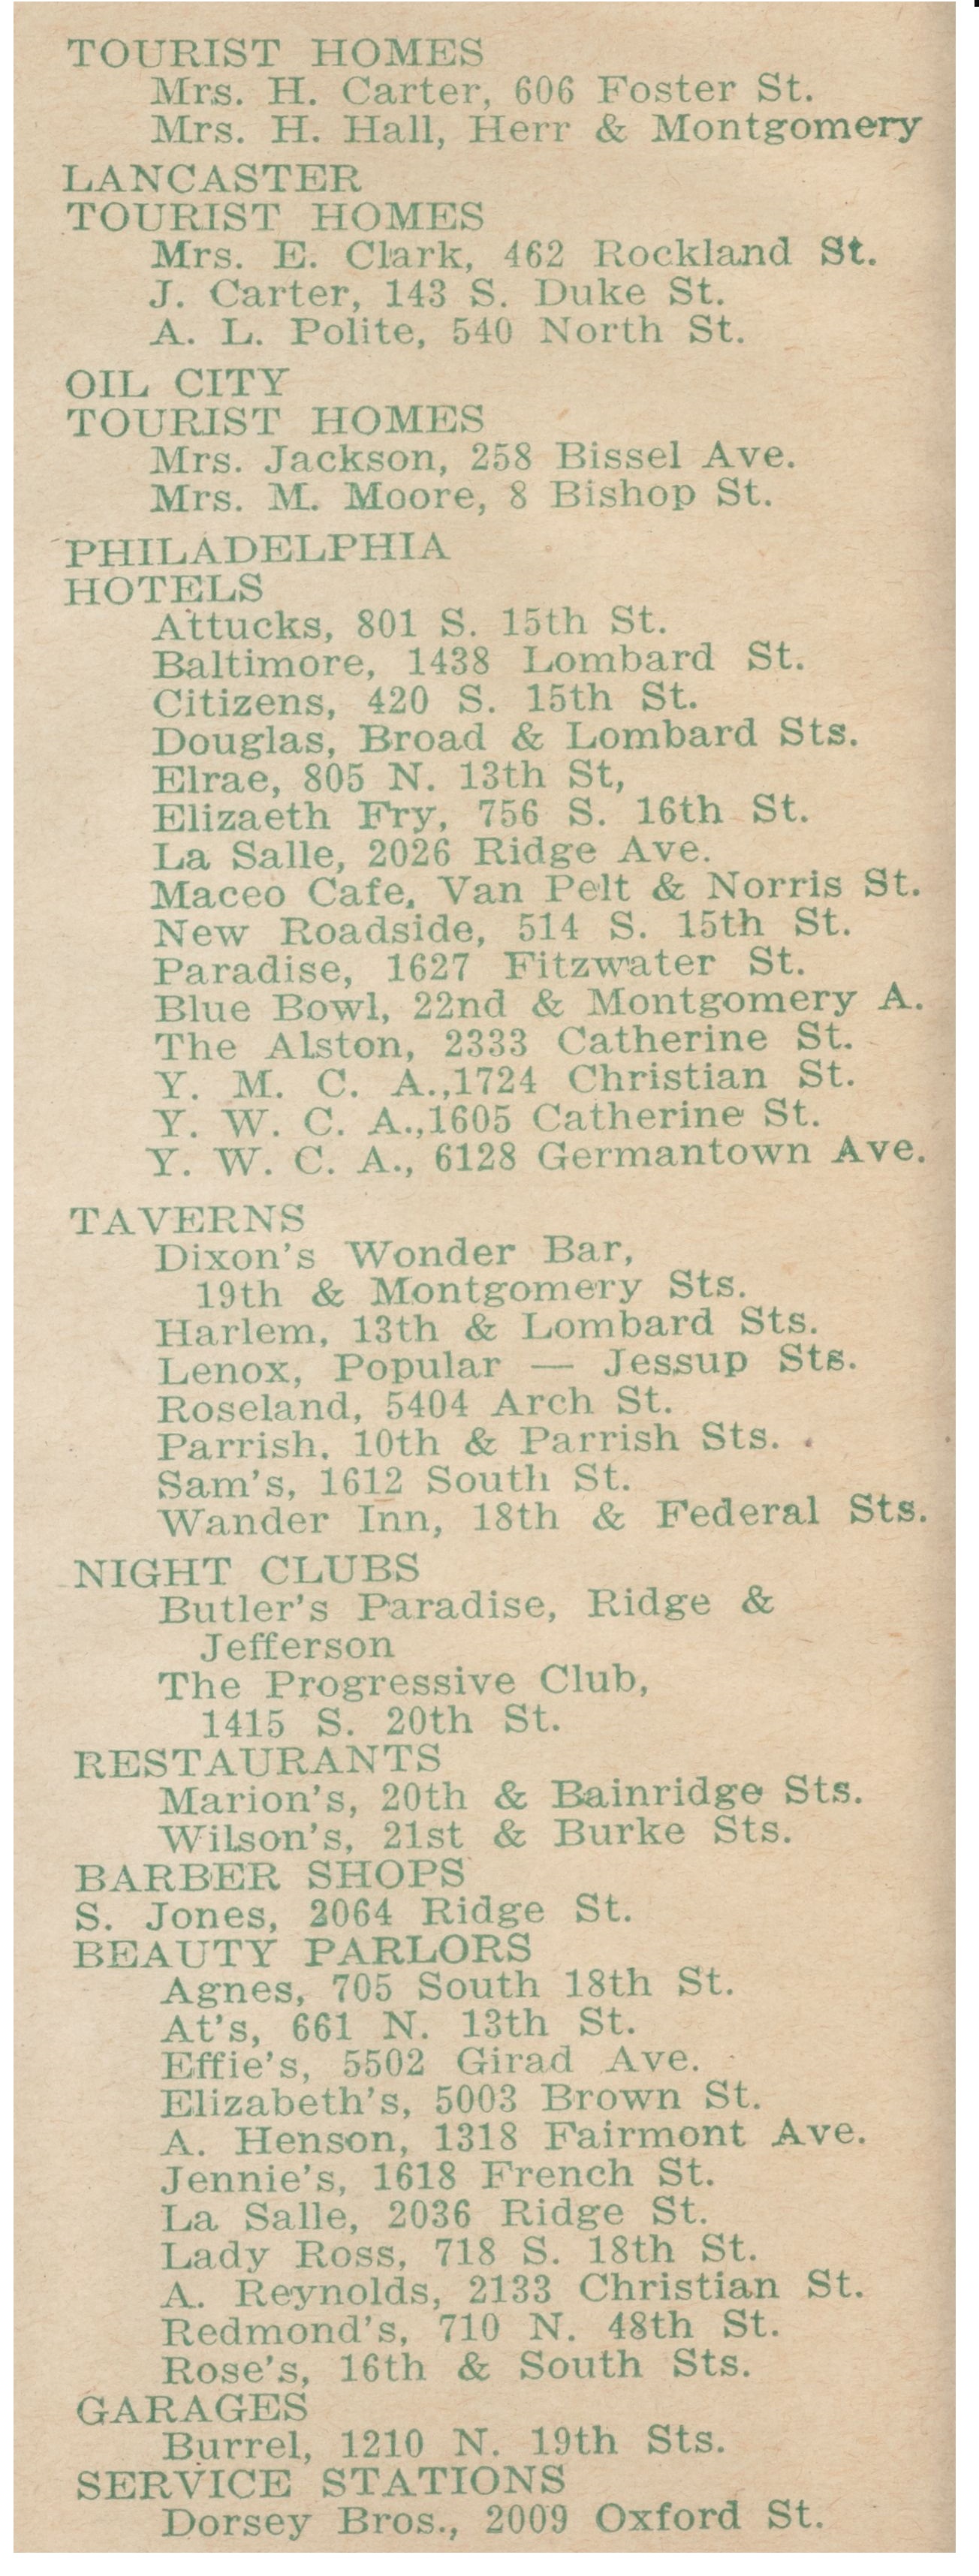 TOURIST HOMES
Mrs. H. Carter, 606 Foster St.
Mrs. H. Hall, Herr & Montgomery
LANCASTER
TOURIST HOMES
Mrs. E. Clark, 462 Rockland St.
J. Carter, 143 S. Duke St.
A. L. Polite, 540 North St.
OIL CITY
TOURIST HOMES
Mrs. Jackson, 258 Bissel Ave.
Mrs. M. Moore, 8 Bishop St.
PHILADELPHIA
HOTELS
Attucks, 801 S. 15th St.
Baltimore, 1438 Lombard St.
Citizens, 420 S. 15th St.
Douglas, Broad & Lombard Sts.
Elrae, 805 N. 13th St,
Elizaeth Fry, 756 S. 16th St.
La Salle, 2026 Ridge Ave.
Maceo Cafe, Van Pelt & Norris St.
New Roadside, 514 S. 15th St.
Paradise, 1627 Fitzwater St.
Blue Bowl, 22nd & Montgomery A.
The Alston, 2333 Catherine St.
Y. M. C. A.,1724 Christian St.
Y. W. C. A.,1605 Catherine St.
Y. W. C. A., 6128 Germantown Ave.
TAVERNS
Dixon's Wonder Bar,
19th & Montgomery Sts.
Harlem, 13th & Lombard Sts.
Lenox, Popular — Jessup Sts.
Roseland, 5404 Arch St.
Parrish. 10th & Parrish Sts.
Sam's, 1612 South St.
Wander Inn, 18th & Federal Sts.
NIGHT CLUBS
Butler's Paradise, Ridge &
Jefferson
The Progressive Club,
1415 S. 20th St.
RESTAURANTS
Marion's, 20th & Bainridge Sts.
Wilson's, 21st & Burke Sts.
BARBER SHOPS
S. Jones, 2064 Ridge St.
BEAUTY PARLORS
Agnes, 705 South 18th St.
At's, 661 N. 13th St.
Effie's, 5502 Girad Ave.
Elizabeth's, 5003 Brown St.
A. Henson, 1318 Fairmont Ave.
Jennie's, 1618 French St.
La Salle, 2036 Ridge St.
Lady Ross, 718 S. 18th St.
A. Reynolds, 2133 Christian St.
Redmond's, 710 N. 48th St.
Rose's, 16th & South Sts.
GARAGES
Burrel, 1210 N. 19th Sts.
SERVICE STATIONS
Dorsey Bros., 2009 Oxford St.